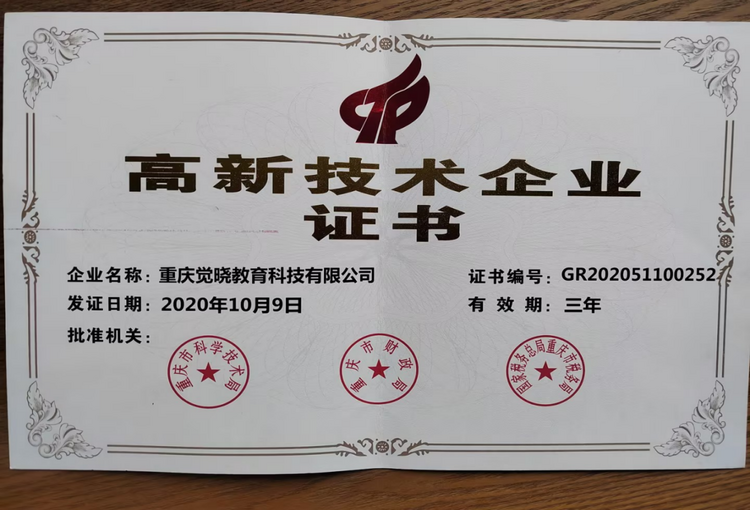 高新技术企业
证书
企业名称：重庆觉晓教育科技有限公司
证书编号：GR202051100252
发证日期：2020年10月9日
有效期：三年
批准机关：
重庆市科学技术局
重庆市财政局
国家税务总局重庆市税务局